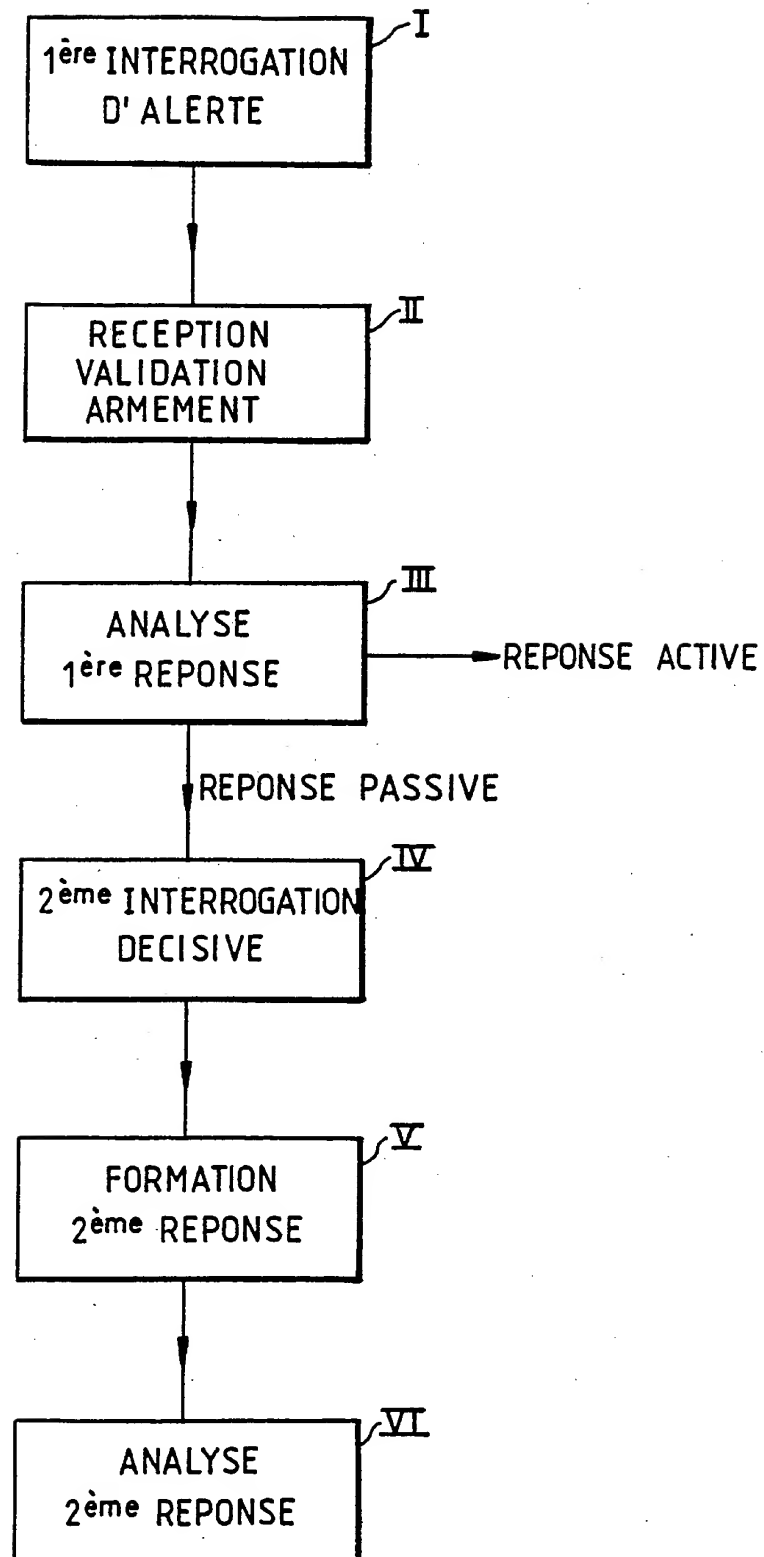 I
1ère INTERROGATION
D' ALERTE
II
RECEPTION
VALIDATION
ARMEMENT
III
ANALYSE
1ère REPONSE
REPONSE ACTIVE
REPONSE PASSIVE
IV
2ème INTERROGATION
DECISIVE
V
FORMATION
2ème REPONSE
VI
ANALYSE
2ème REPONSE